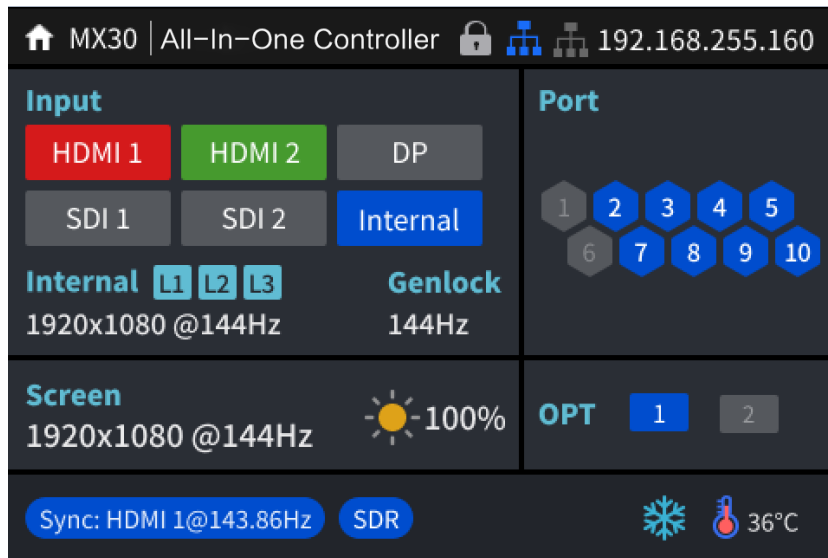 MX30 | All-In-One Controller 192.168.255.160
Input
HDMI 1 HDMI 2 DP
SDI 1 SDI 2 Internal
Internal L1 L2 L3 Genlock
1920x1080 @144Hz 144Hz
Port
1 2 3 4 5
6 7 8 9 10
Screen
1920x1080 @144Hz 100%
OPT 1 2
Sync: HDMI 1@143.86Hz SDR 36°C